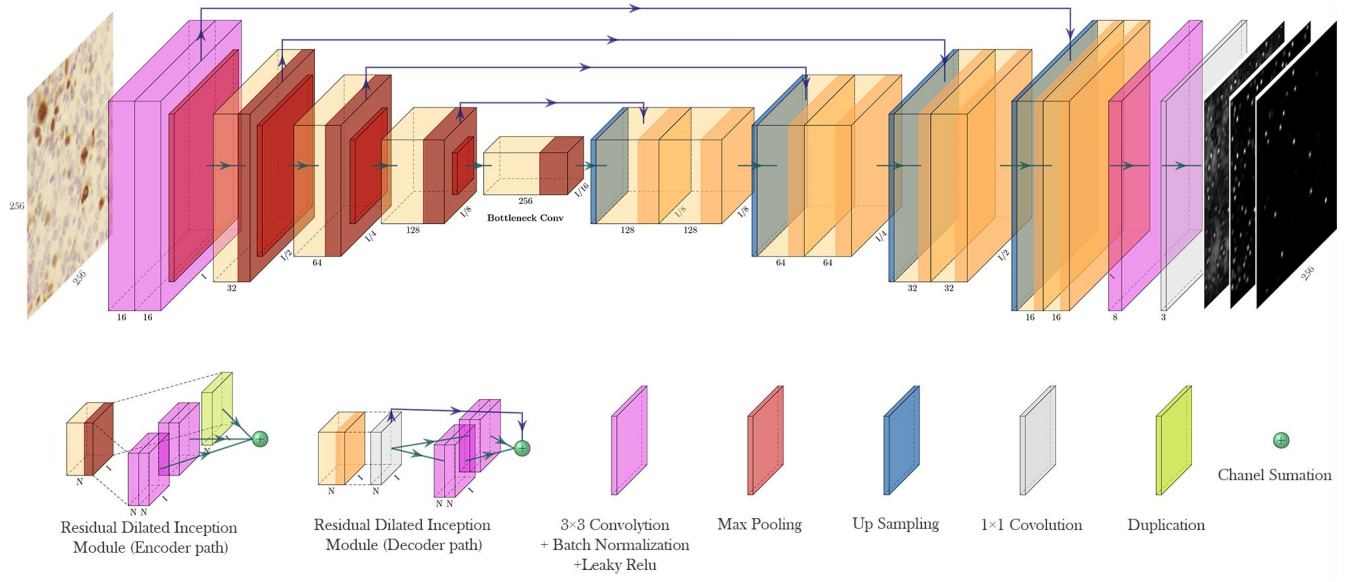 256
256
16 16
1
32
1/2
64
1/4
128
1/8
256
1/16
Bottleneck Conv
128
1/8
128
1/8
64 64
1/4
32 32
1/2
16 16
1
8
3
256
N
1
N N
1
N
1
Residual Dilated Inception
Module (Encoder path)
N
1
N
1
N N
1
Residual Dilated Inception
Module (Decoder path)
3×3 Convolytion
+ Batch Normalization
+Leaky Relu
Max Pooling
Up Sampling
1×1 Covolution
Duplication
Chanel Sumation